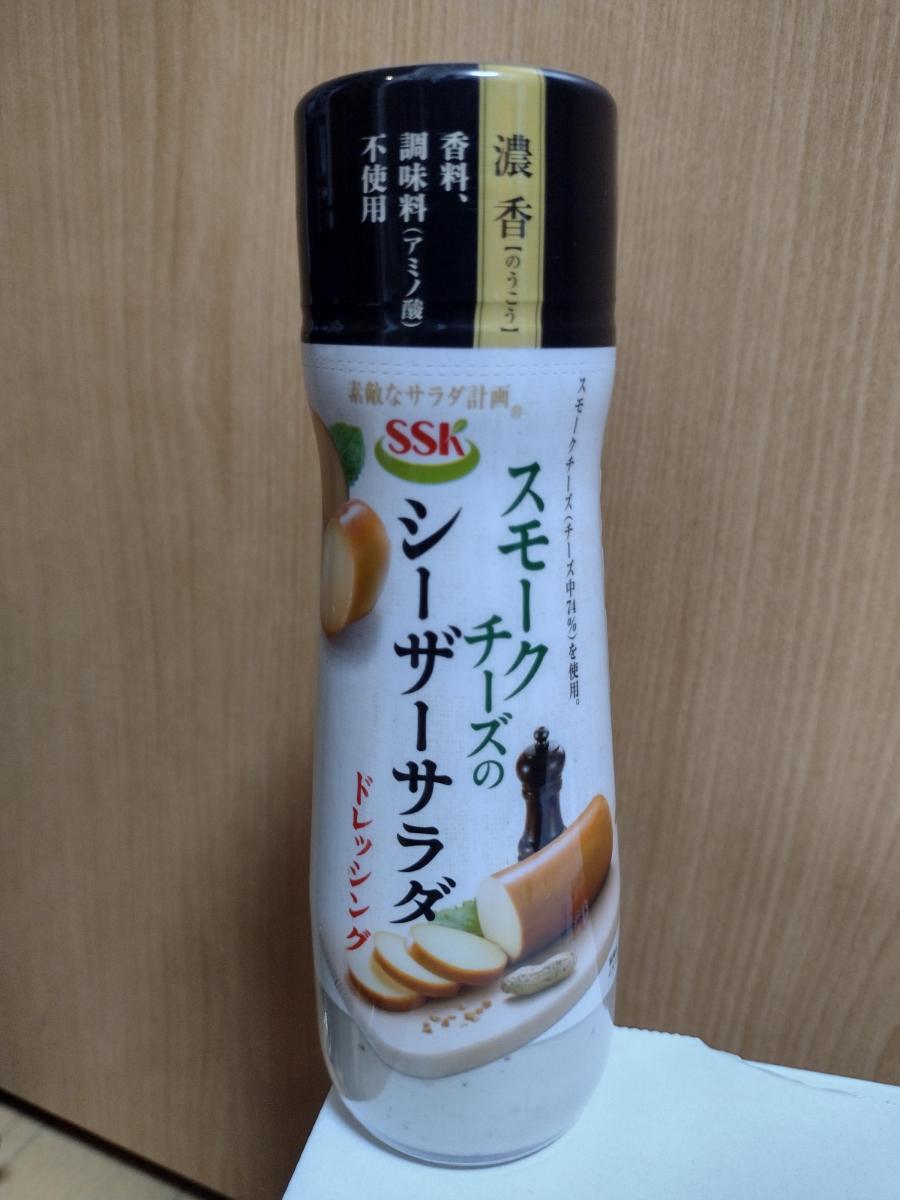 濃香【のうこう】
香料、
調味料(アミノ酸)
不使用
素敵なサラダ計画®
SSK
スモークチーズ(チーズ中74%)を使用。
スモーク
チーズの
シーザーサラダ
ドレッシング